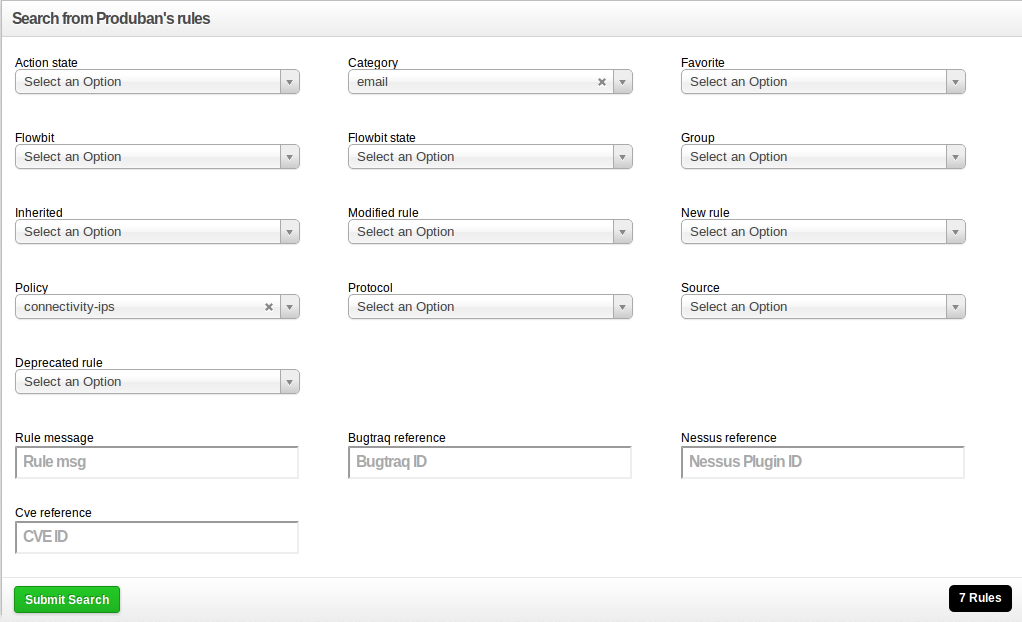 Search from Produban's rules
Action state
Category
Favorite
Select an Option
email
Select an Option
Flowbit
Flowbit state
Group
Select an Option
Select an Option
Select an Option
Inherited
Modified rule
New rule
Select an Option
Select an Option
Select an Option
Policy
Protocol
Source
connectivity-ips
Select an Option
Select an Option
Deprecated rule
Select an Option
Rule message
Bugtraq reference
Nessus reference
Rule msg
Bugtraq ID
Nessus Plugin ID
Cve reference
CVE ID
Submit Search
7 Rules